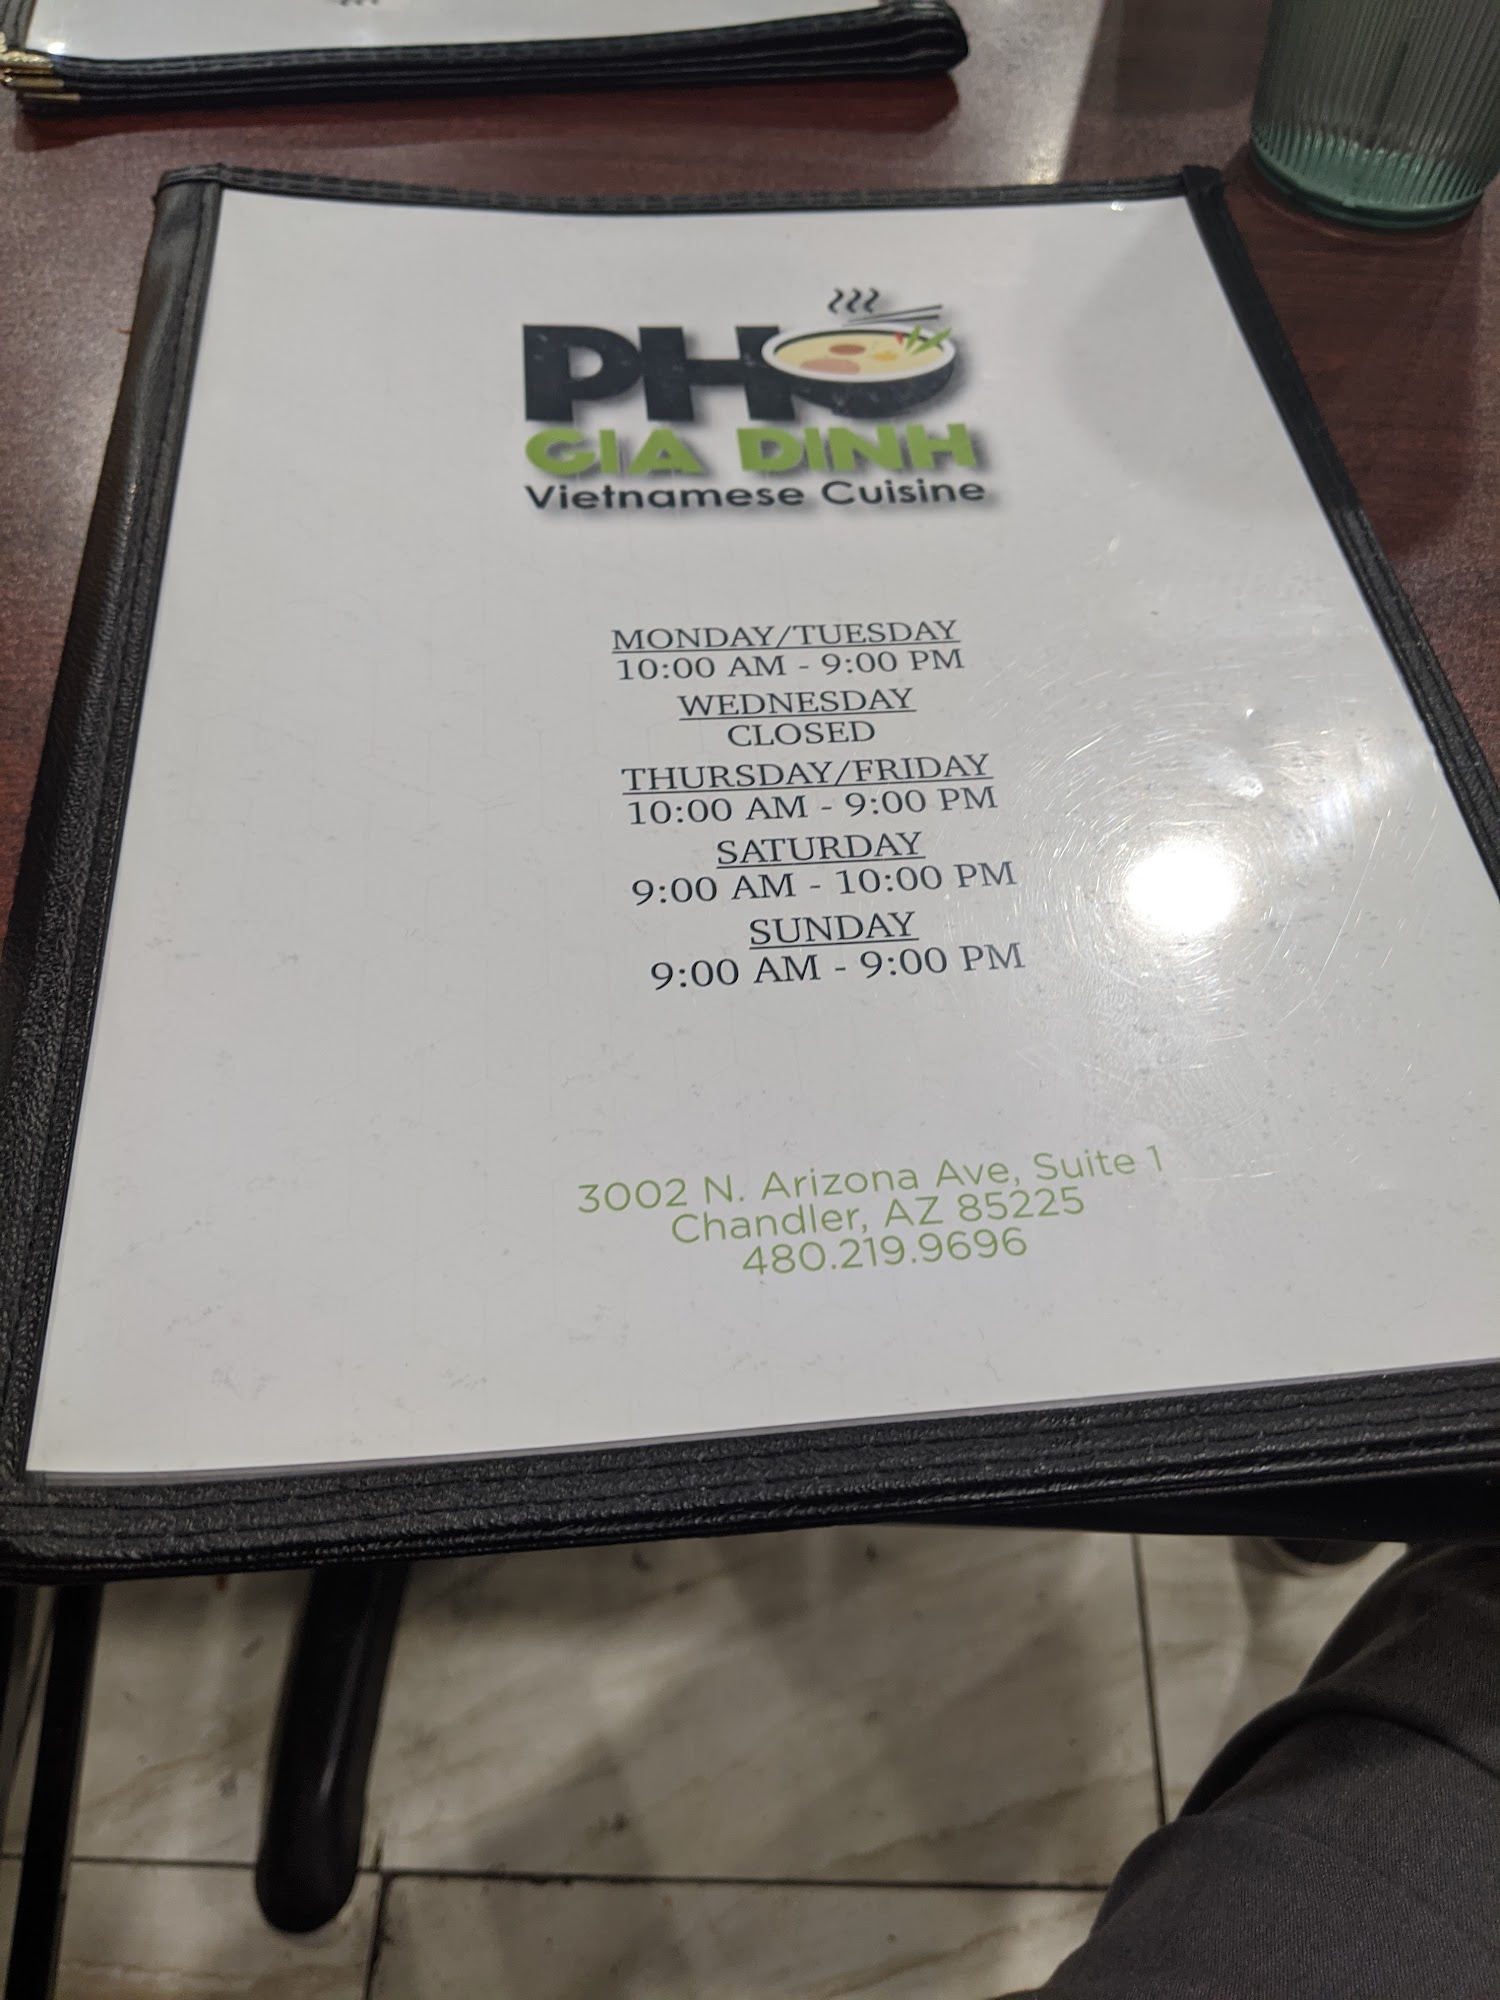 PHO
GIA DINH
Vietnamese Cuisine
MONDAY/TUESDAY
10:00 AM - 9:00 PM
WEDNESDAY
CLOSED
THURSDAY/FRIDAY
10:00 AM - 9:00 PM
SATURDAY
9:00 AM - 10:00 PM
SUNDAY
9:00 AM - 9:00 PM
3002 N. Arizona Ave, Suite 1
Chandler, AZ 85225
480.219.9696